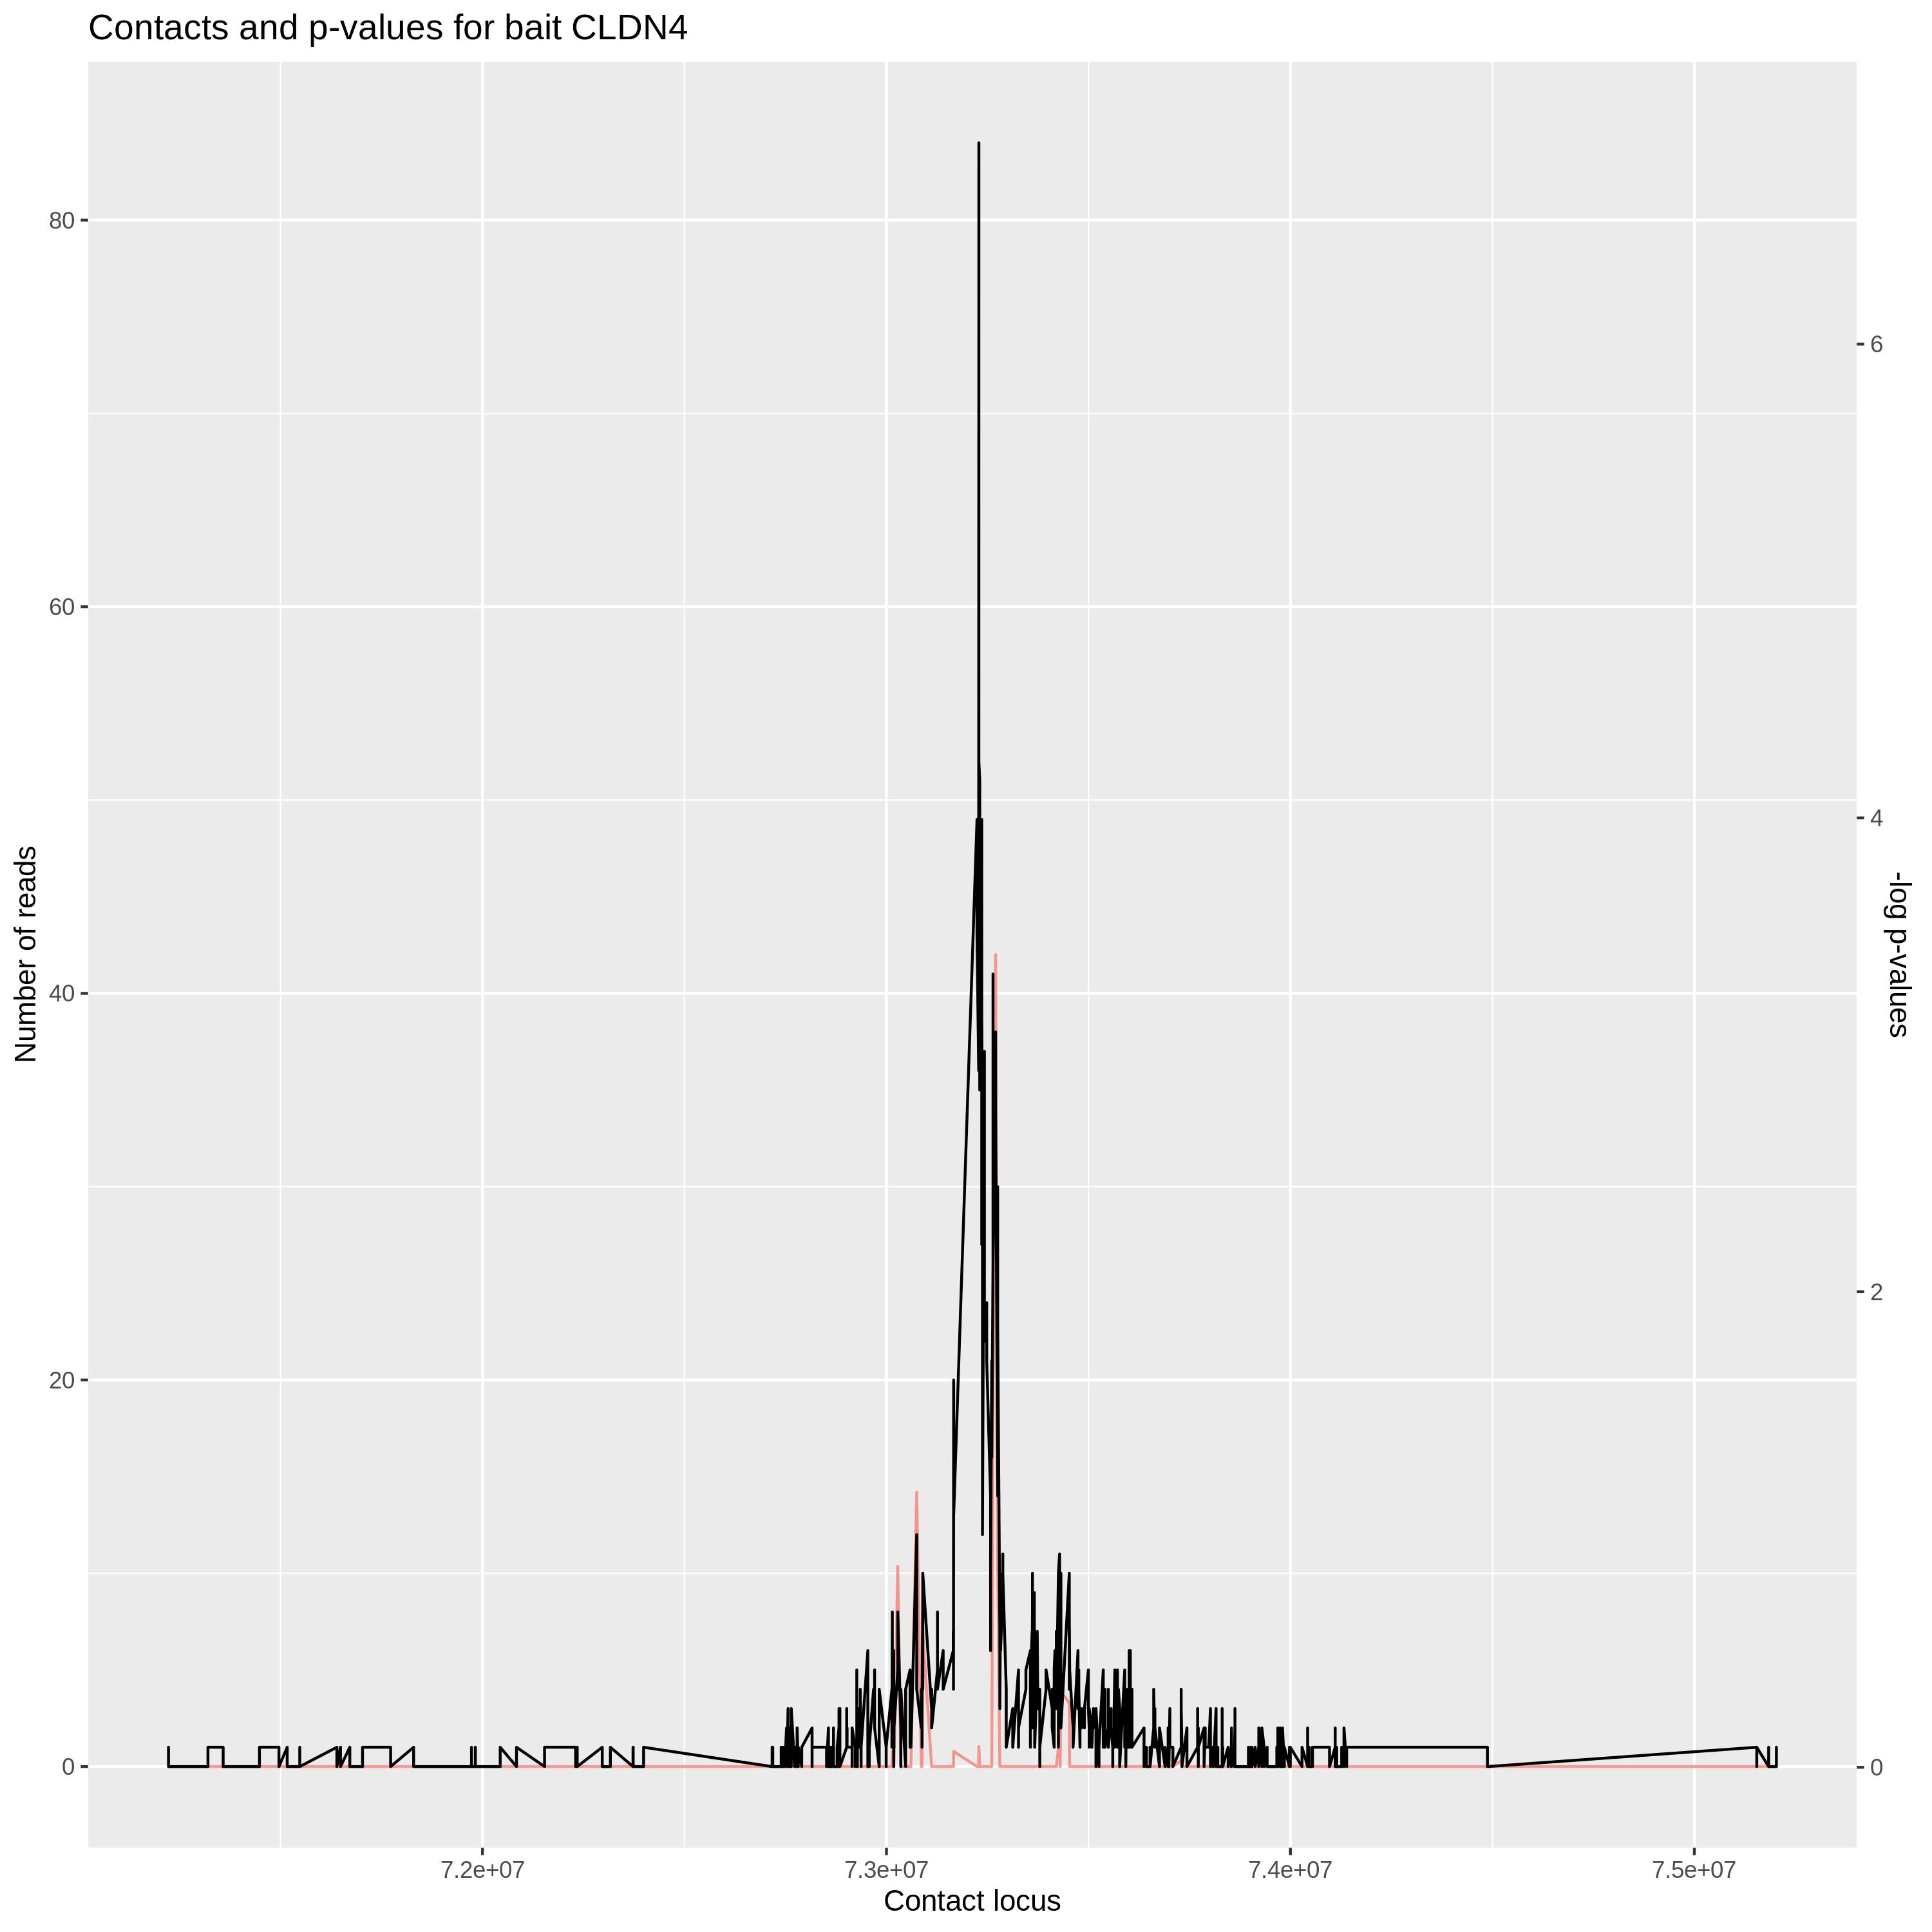 Contacts and p-values for bait CLDN4
80
60
40
20
0
Number of reads
6
4
2
0
-log p-values
7.2e+07
7.3e+07
7.4e+07
7.5e+07
Contact locus